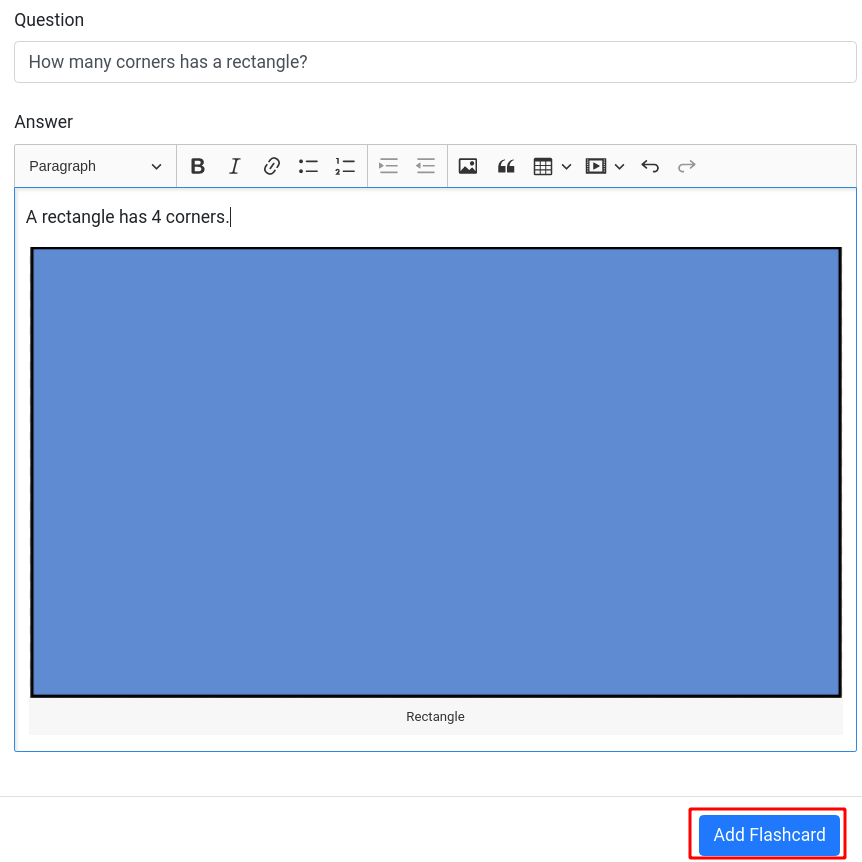 Question
How many corners has a rectangle?
Answer
Paragraph
A rectangle has 4 corners.
Rectangle
Add Flashcard